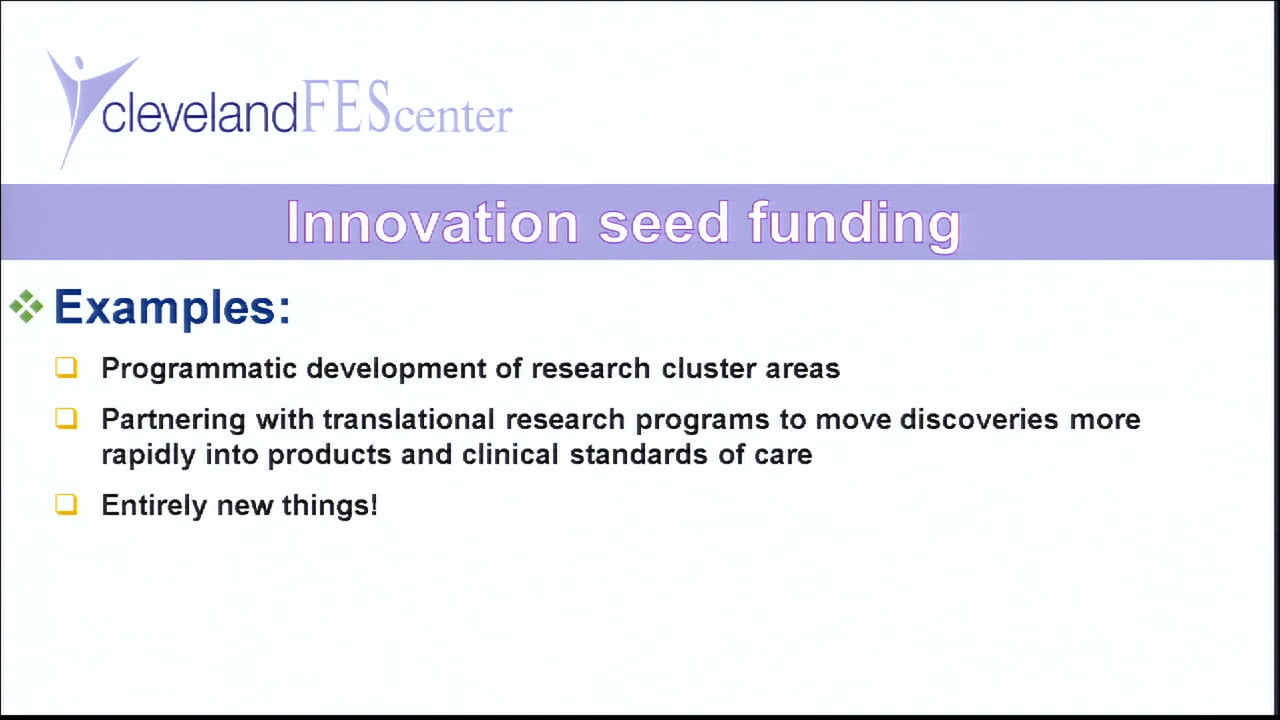 clevelandFEScenter
Innovation seed funding
Examples:
Programmatic development of research cluster areas
Partnering with translational research programs to move discoveries more
rapidly into products and clinical standards of care
Entirely new things!